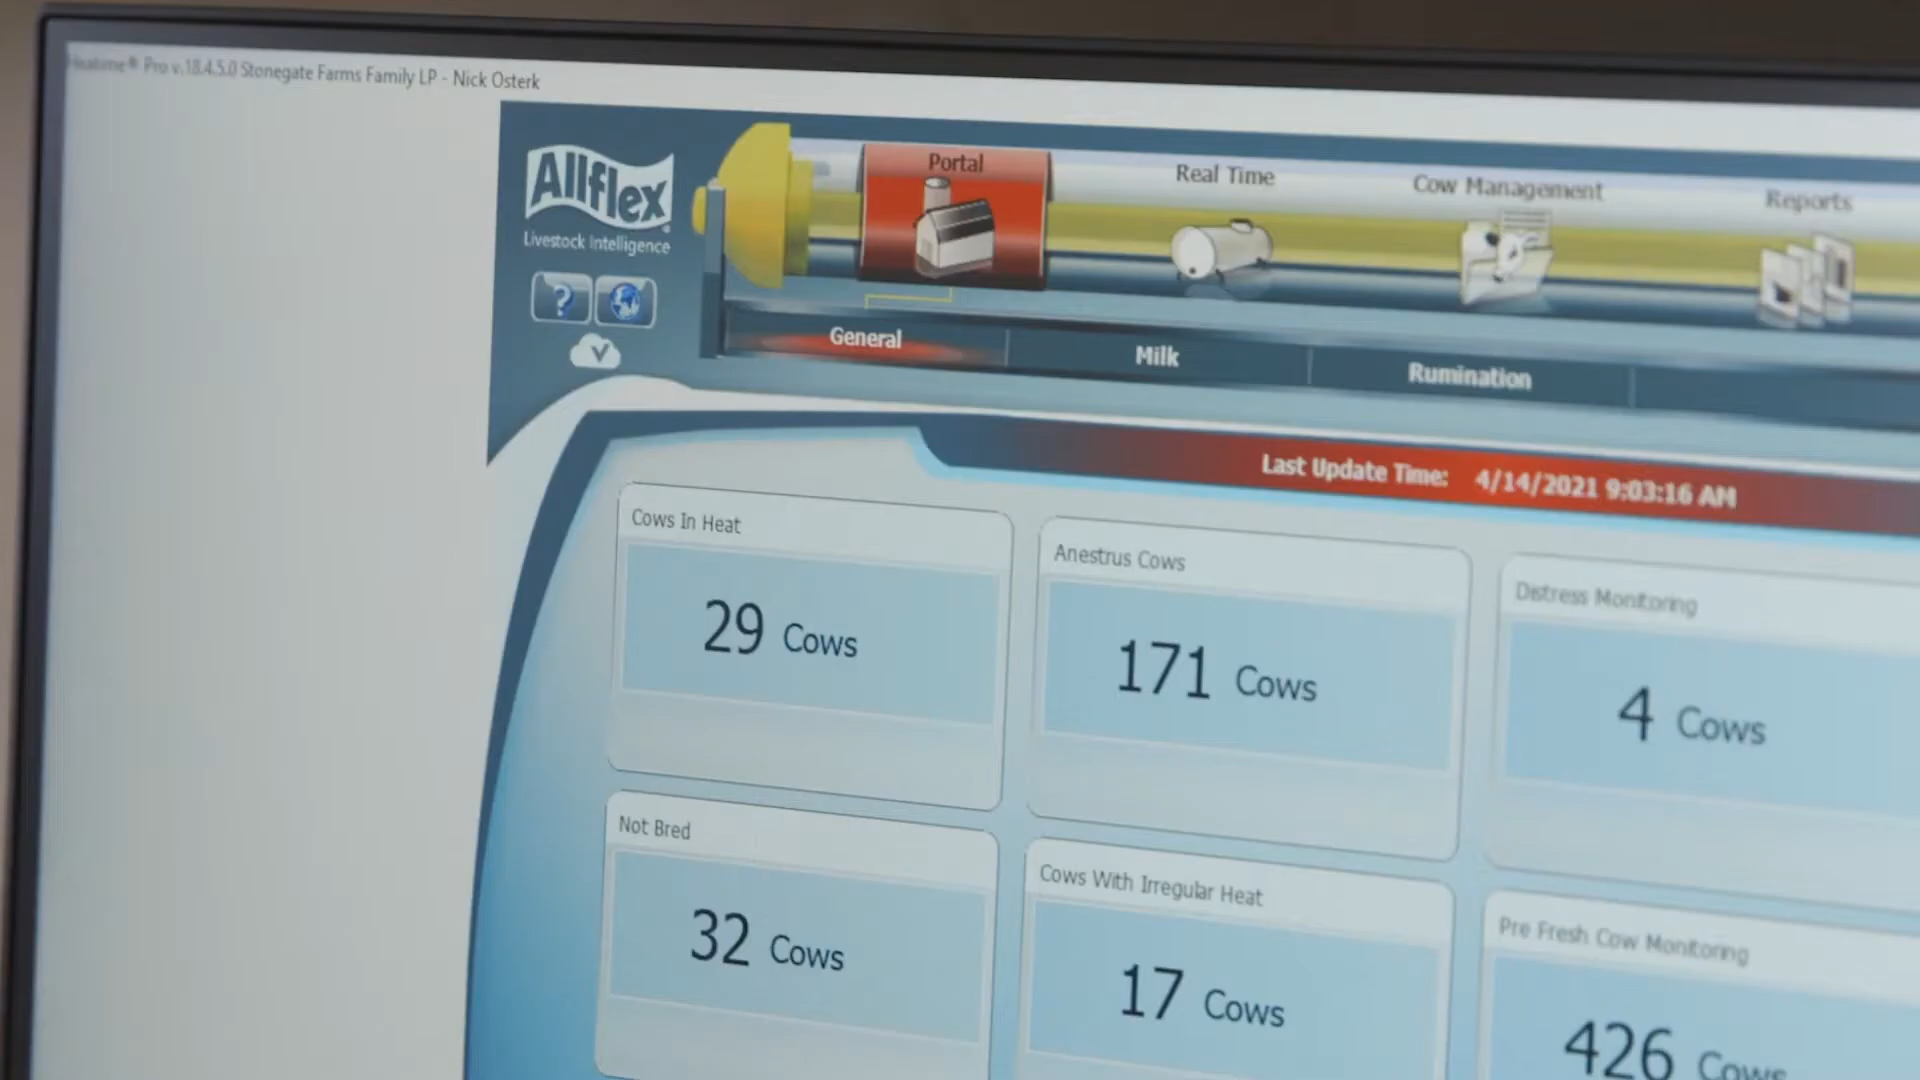 Heatime® Pro v.18.4.5.0 Stonegate Farms Family LP - Nick Osterk
Allflex
Livestock Intelligence
?
Portal
Real Time
Cow Management
Reports
General
Milk
Rumination
Last Update Time: 4/14/2021 9:03:16 AM
Cows In Heat
29 Cows
Anestrus Cows
171 Cows
Distress Monitoring
4 Cows
Not Bred
32 Cows
Cows With Irregular Heat
17 Cows
Pre Fresh Cow Monitoring
426 Cows